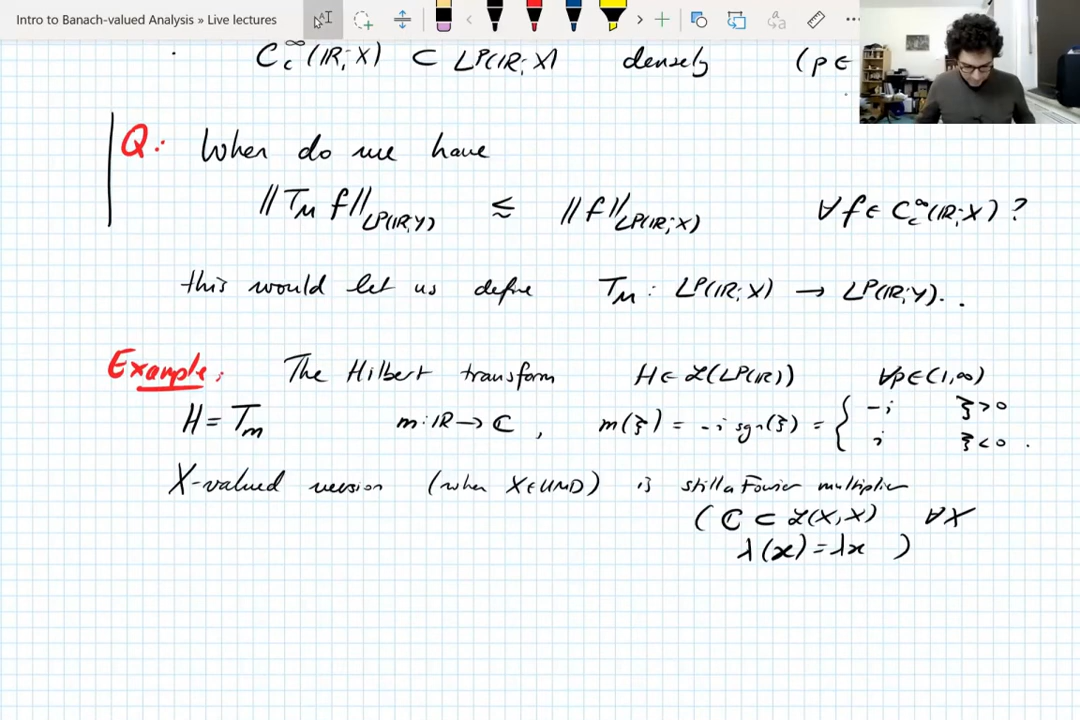 Intro to Banach-valued Analysis » Live lectures
C_c^∞(ℝ;X) ⊂ L^p(ℝ;X) densely (p ∈
Q: When do we have
‖T_m f‖_{L^p(ℝ;Y)} ≲ ‖f‖_{L^p(ℝ;X)} ∀f ∈ C_c^∞(ℝ;X)?
this would let us define T_m : L^p(ℝ;X) → L^p(ℝ;Y).
Example: The Hilbert transform H ∈ ℒ(L^p(ℝ)) ∀p∈(1,∞)
H = T_m m:ℝ→ℂ, m(ξ) = -i sgn(ξ) = { -i ξ>0
i ξ<0.
X-valued version (when X∈UMD) is still a Fourier multiplier
(ℂ ⊂ ℒ(X,X) ∀X
λ(x)=λx )